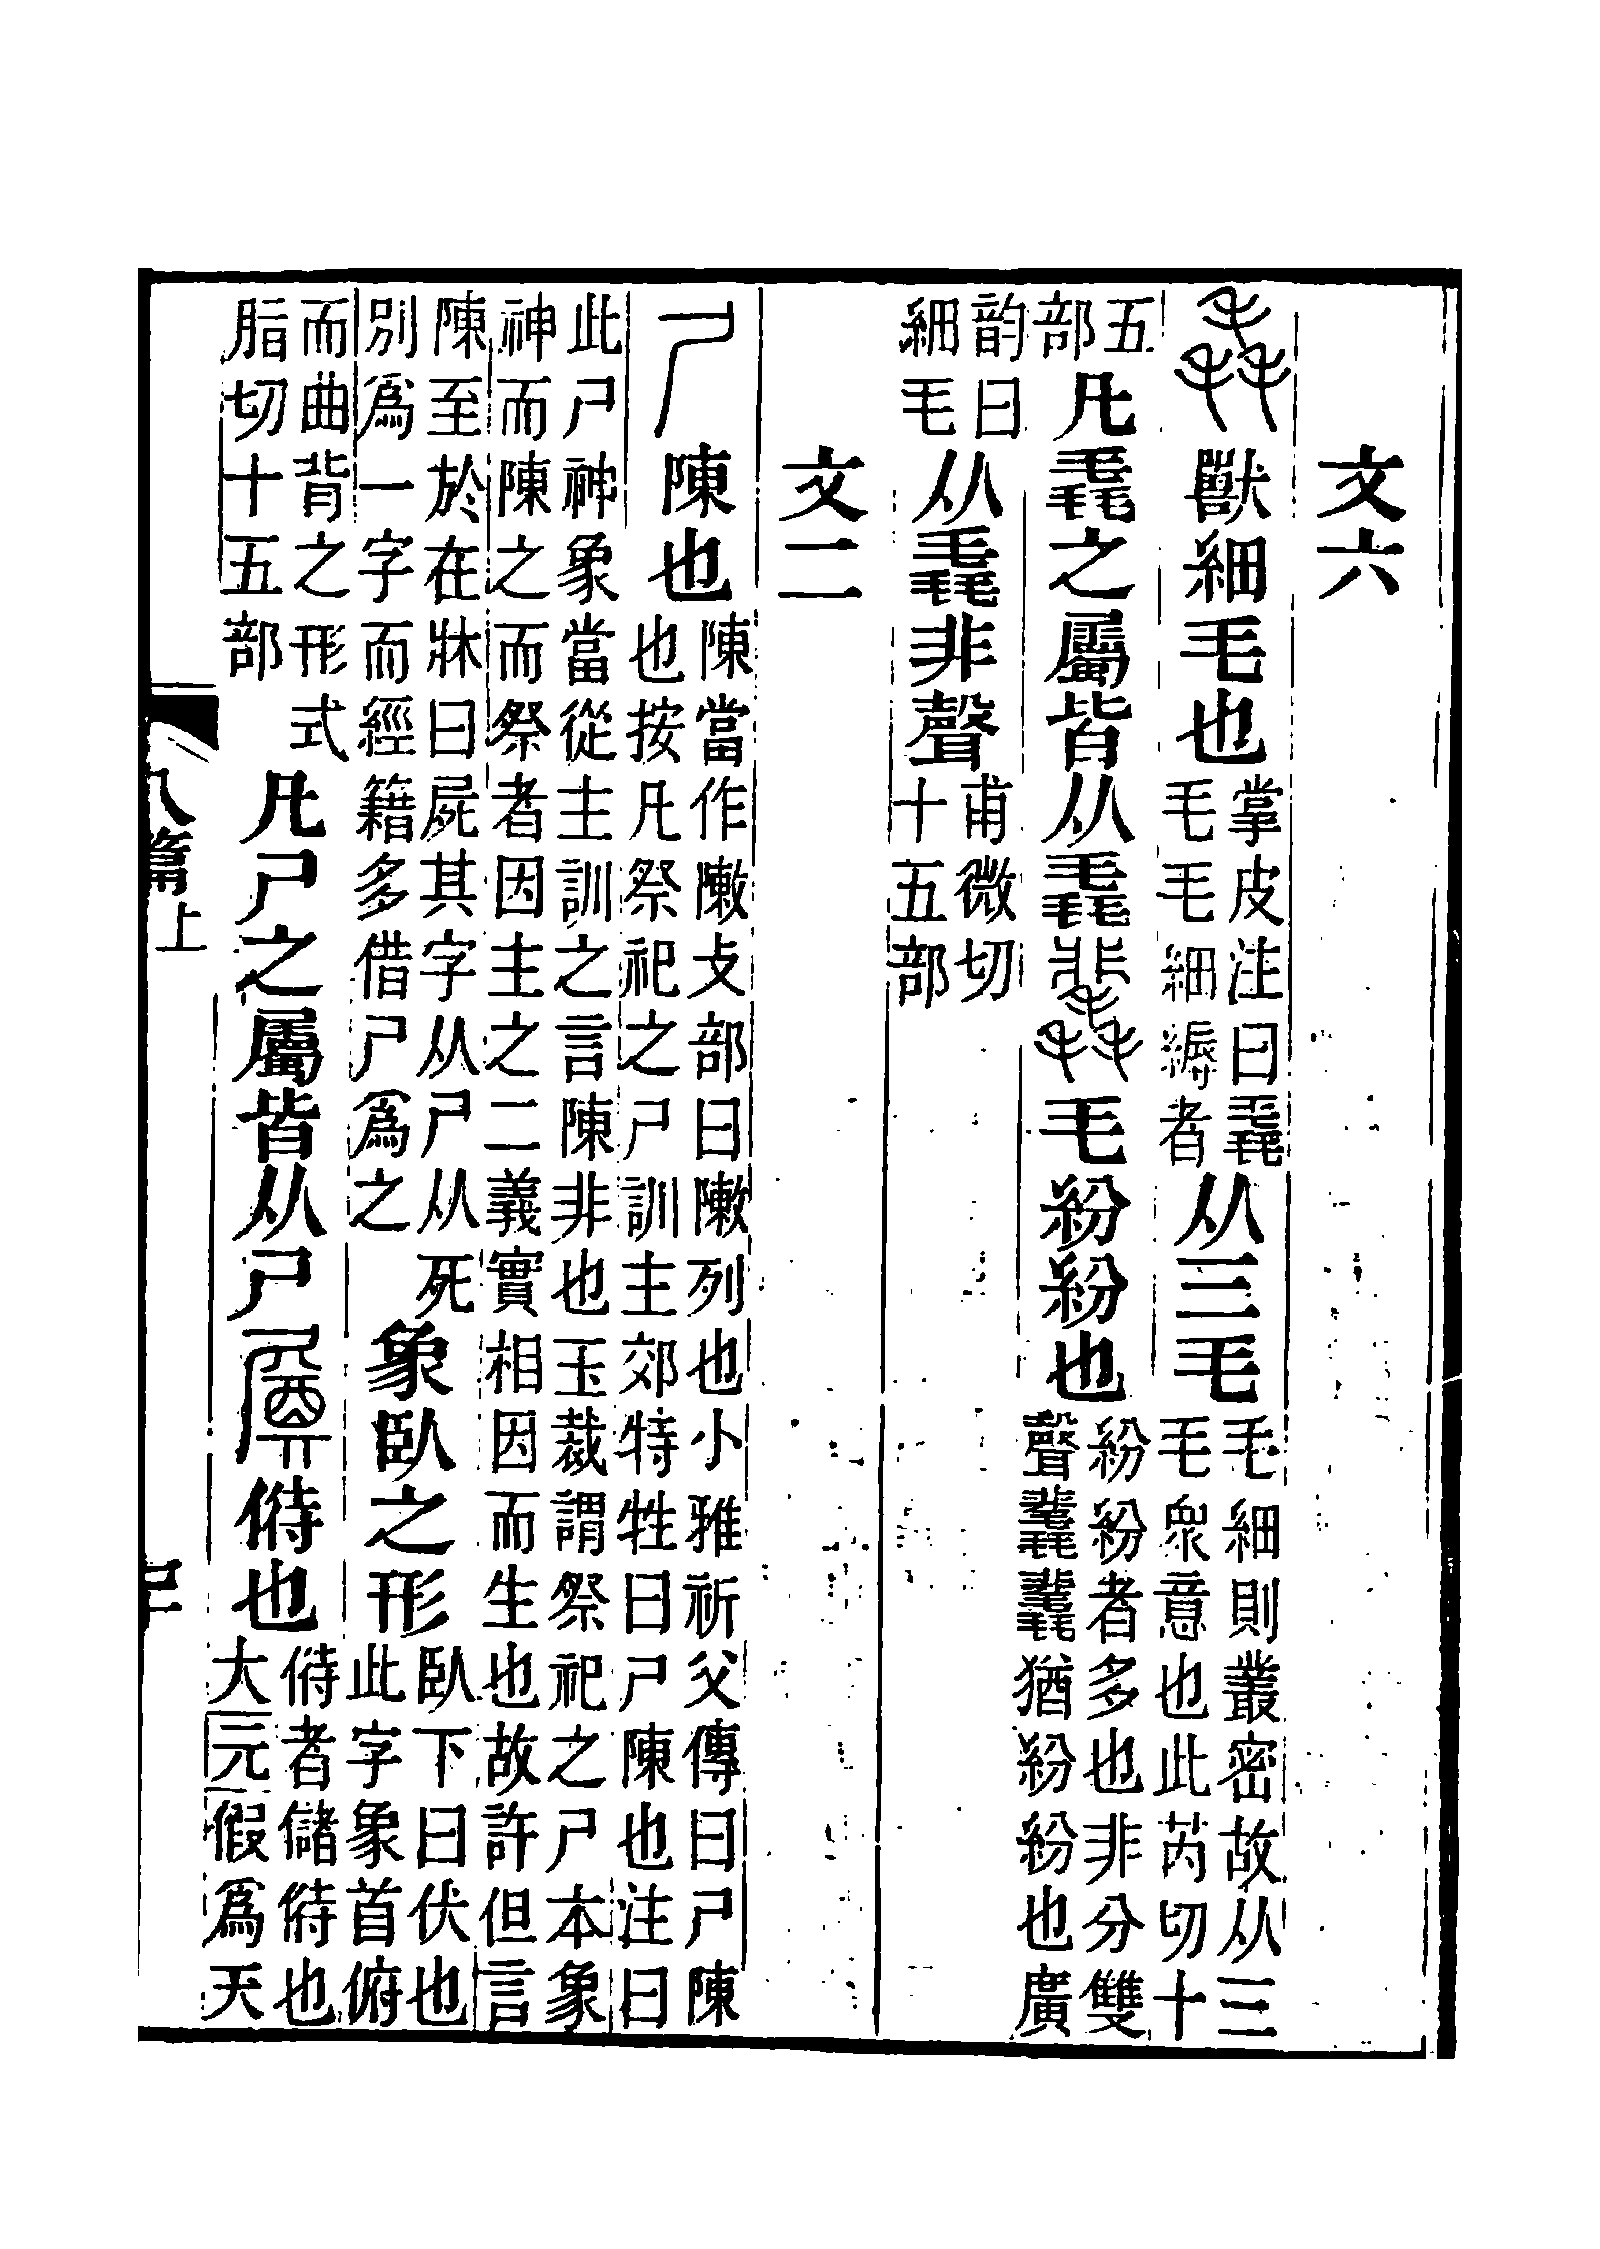 文六
毳獸細毛也掌皮注曰毳毛毛細縟者从三毛毛細則叢密故从三毛眾意也此芮切十
五部凡毳之屬皆从毳⿱非毳毛紛紛也紛紛者多也非分雙聲⿱非毳⿱非毳猶紛紛也廣
韵曰細毛从毳非聲甫微切十五部
文二
尸陳也陳當作敶攴部曰敶列也小雅祈父傳曰尸陳也按凡祭祀之尸訓主郊特牲曰尸陳也注曰
此尸神象當從主訓之言陳非也玉裁謂祭祀之尸本象神而陳之而祭者因主之二義實相因而生也故許但言
陳至於在牀曰屍其字从尸从死別爲一字而經籍多借尸爲之象臥之形臥下曰伏也此字象首俯
而曲背之形式脂切十五部凡尸之屬皆从尸㞟偫也偫者儲偫也大元假爲天
八篇上